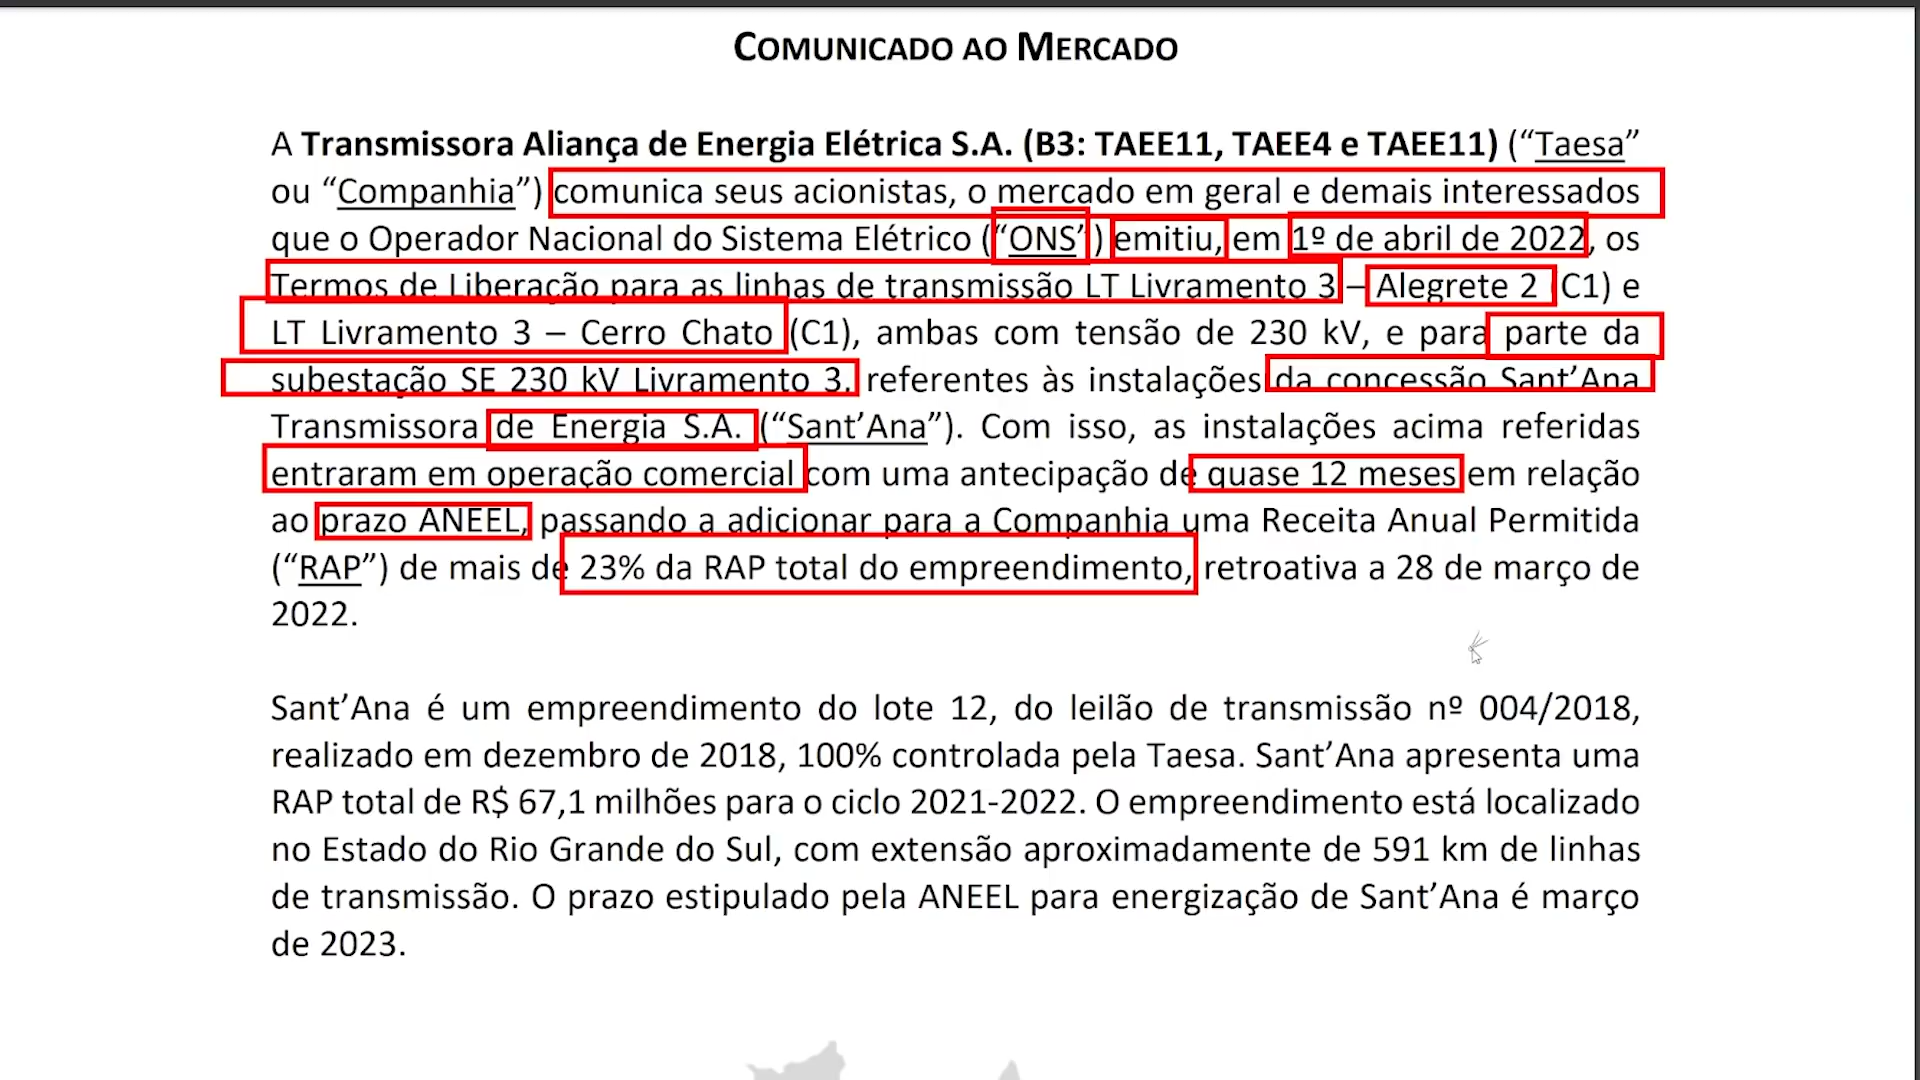 COMUNICADO AO MERCADO
A Transmissora Aliança de Energia Elétrica S.A. (B3: TAEE11, TAEE4 e TAEE11) (“Taesa”
ou “Companhia”) comunica seus acionistas, o mercado em geral e demais interessados
que o Operador Nacional do Sistema Elétrico (“ONS”) emitiu, em 1º de abril de 2022, os
Termos de Liberação para as linhas de transmissão LT Livramento 3 – Alegrete 2 (C1) e
LT Livramento 3 – Cerro Chato (C1), ambas com tensão de 230 kV, e para parte da
subestação SE 230 kV Livramento 3, referentes às instalações da concessão Sant’Ana
Transmissora de Energia S.A. (“Sant’Ana”). Com isso, as instalações acima referidas
entraram em operação comercial com uma antecipação de quase 12 meses em relação
ao prazo ANEEL, passando a adicionar para a Companhia uma Receita Anual Permitida
(“RAP”) de mais de 23% da RAP total do empreendimento, retroativa a 28 de março de
2022.
Sant’Ana é um empreendimento do lote 12, do leilão de transmissão nº 004/2018,
realizado em dezembro de 2018, 100% controlada pela Taesa. Sant’Ana apresenta uma
RAP total de R$ 67,1 milhões para o ciclo 2021-2022. O empreendimento está localizado
no Estado do Rio Grande do Sul, com extensão aproximadamente de 591 km de linhas
de transmissão. O prazo estipulado pela ANEEL para energização de Sant’Ana é março
de 2023.